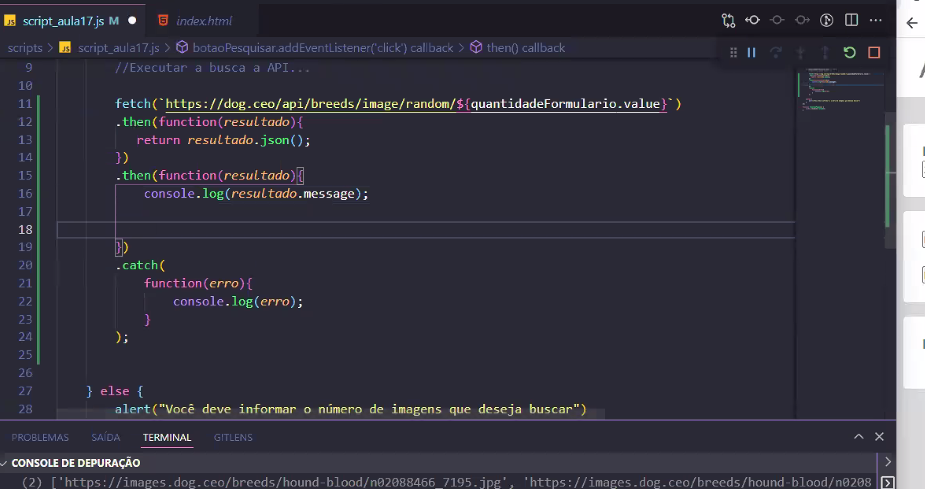 JS script_aula17.js M
index.html
scripts > JS script_aula17.js > botaoPesquisar.addEventListener('click') callback > then() callback
9 //Executar a busca a API...
10
11 fetch(`https://dog.ceo/api/breeds/image/random/${quantidadeFormulario.value}`)
12 .then(function(resultado){
13 return resultado.json();
14 })
15 .then(function(resultado){
16 console.log(resultado.message);
17
18
19 })
20 .catch(
21 function(erro){
22 console.log(erro);
23 }
24 );
25
26
27 } else {
28 alert("Você deve informar o número de imagens que deseja buscar")
PROBLEMAS SAÍDA TERMINAL GITLENS
CONSOLE DE DEPURAÇÃO
(2) ['https://images.dog.ceo/breeds/hound-blood/n02088466_7195.jpg', 'https://images.dog.ceo/breeds/hound-blood/n0208